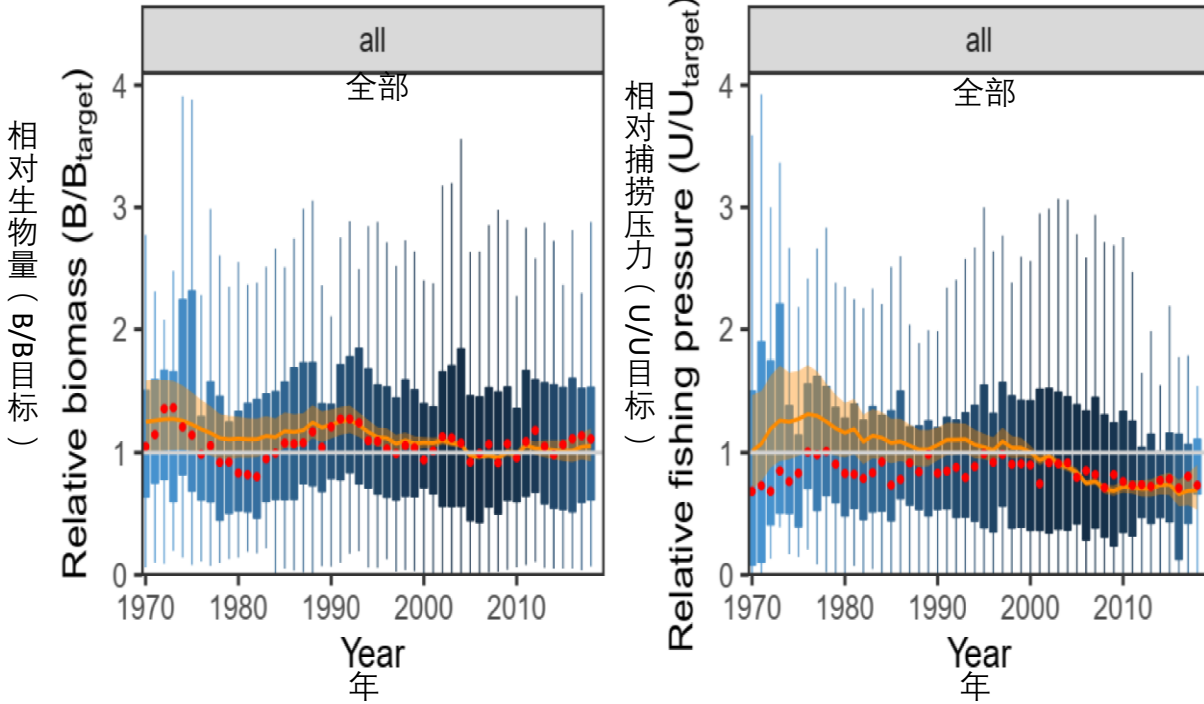 all
全部
4
3
2
1
0
1970 1980 1990 2000 2010
Year
年
Relative biomass (B/Btarget)
相对生物量(B/B目标)
all
全部
4
3
2
1
0
1970 1980 1990 2000 2010
Year
年
Relative fishing pressure (U/Utarget)
相对捕捞压力(U/U目标)